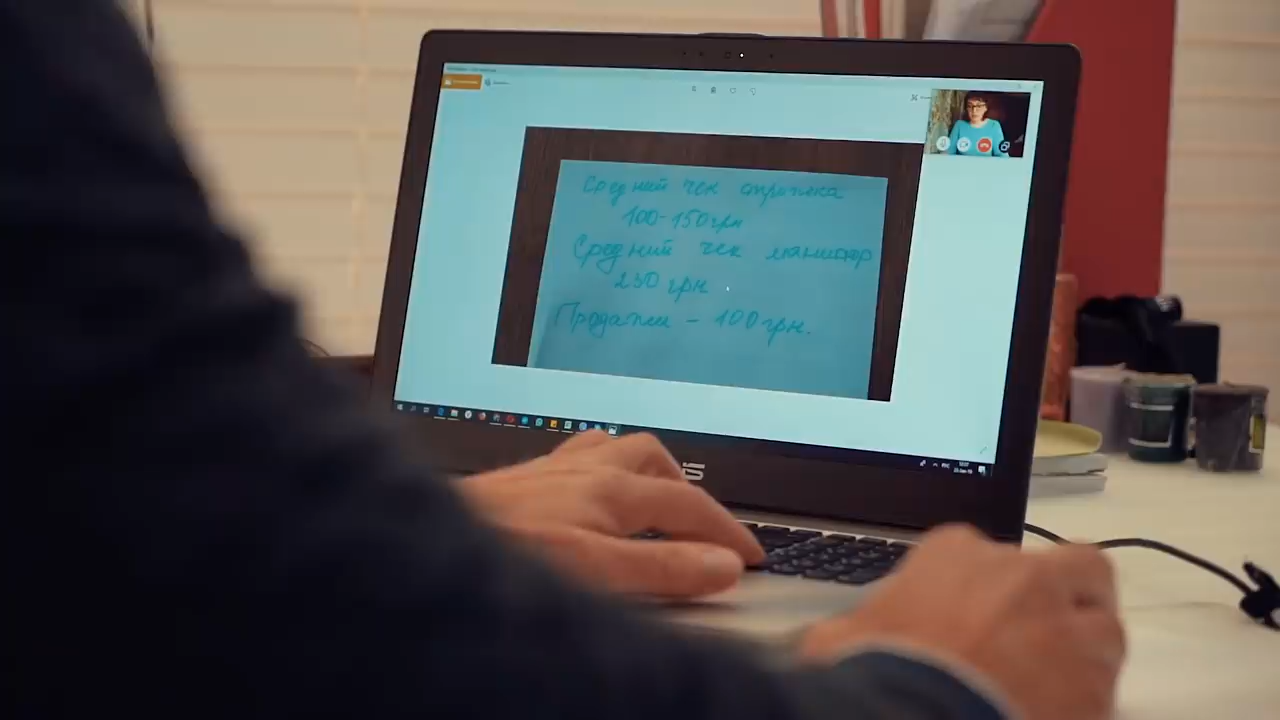 Средний чек стрижка
100-150грн
Средний чек маникюр
230 грн
Продажи - 100грн.